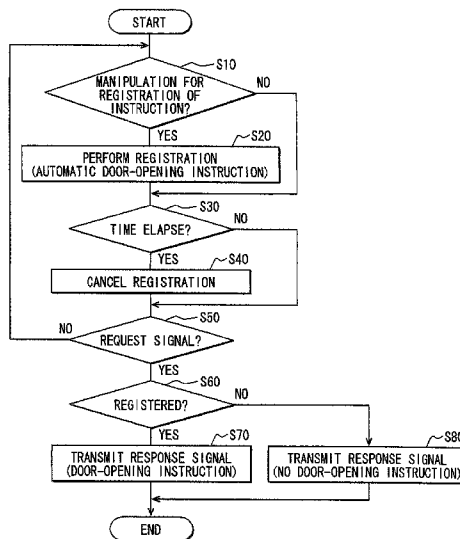 START
S10
MANIPULATION FOR
REGISTRATION OF
INSTRUCTION?
NO
YES
S20
PERFORM REGISTRATION
(AUTOMATIC DOOR-OPENING INSTRUCTION)
S30
TIME ELAPSE?
NO
YES
S40
CANCEL REGISTRATION
S50
NO
REQUEST SIGNAL?
YES
S60
REGISTERED?
NO
YES
S70
TRANSMIT RESPONSE SIGNAL
(DOOR-OPENING INSTRUCTION)
S80
TRANSMIT RESPONSE SIGNAL
(NO DOOR-OPENING INSTRUCTION)
END